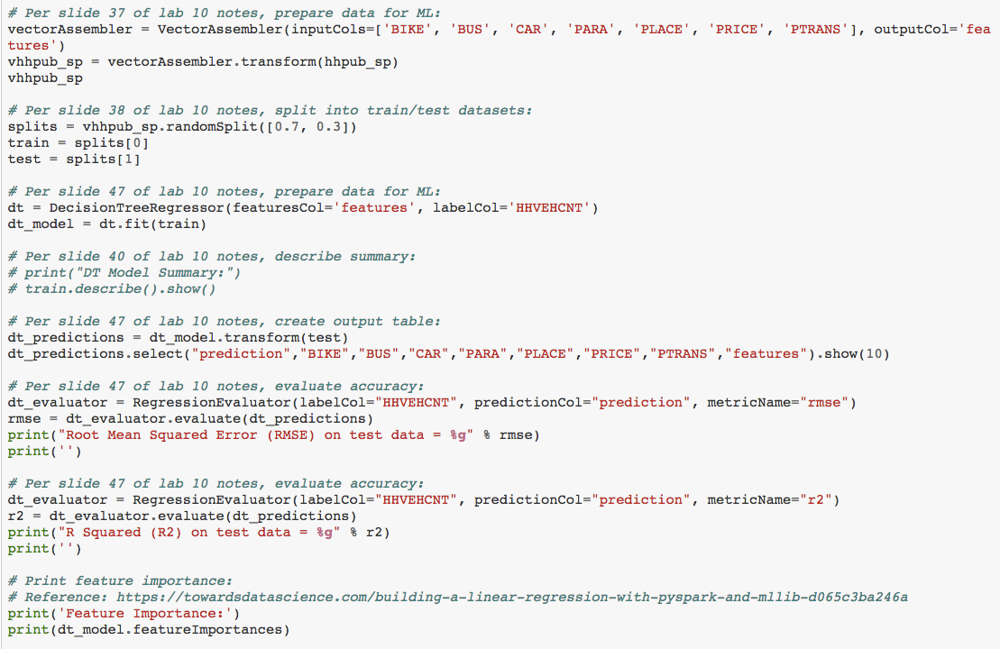 # Per slide 37 of lab 10 notes, prepare data for ML:
vectorAssembler = VectorAssembler(inputCols=['BIKE', 'BUS', 'CAR', 'PARA', 'PLACE', 'PRICE', 'PTRANS'], outputCol='fea
tures')
vhhpub_sp = vectorAssembler.transform(hhpub_sp)
vhhpub_sp

# Per slide 38 of lab 10 notes, split into train/test datasets:
splits = vhhpub_sp.randomSplit([0.7, 0.3])
train = splits[0]
test = splits[1]

# Per slide 47 of lab 10 notes, prepare data for ML:
dt = DecisionTreeRegressor(featuresCol='features', labelCol='HHVEHCNT')
dt_model = dt.fit(train)

# Per slide 40 of lab 10 notes, describe summary:
# print("DT Model Summary:")
# train.describe().show()

# Per slide 47 of lab 10 notes, create output table:
dt_predictions = dt_model.transform(test)
dt_predictions.select("prediction","BIKE","BUS","CAR","PARA","PLACE","PRICE","PTRANS","features").show(10)

# Per slide 47 of lab 10 notes, evaluate accuracy:
dt_evaluator = RegressionEvaluator(labelCol="HHVEHCNT", predictionCol="prediction", metricName="rmse")
rmse = dt_evaluator.evaluate(dt_predictions)
print("Root Mean Squared Error (RMSE) on test data = %g" % rmse)
print('')

# Per slide 47 of lab 10 notes, evaluate accuracy:
dt_evaluator = RegressionEvaluator(labelCol="HHVEHCNT", predictionCol="prediction", metricName="r2")
r2 = dt_evaluator.evaluate(dt_predictions)
print("R Squared (R2) on test data = %g" % r2)
print('')

# Print feature importance:
# Reference: https://towardsdatascience.com/building-a-linear-regression-with-pyspark-and-mllib-d065c3ba246a
print('Feature Importance:')
print(dt_model.featureImportances)